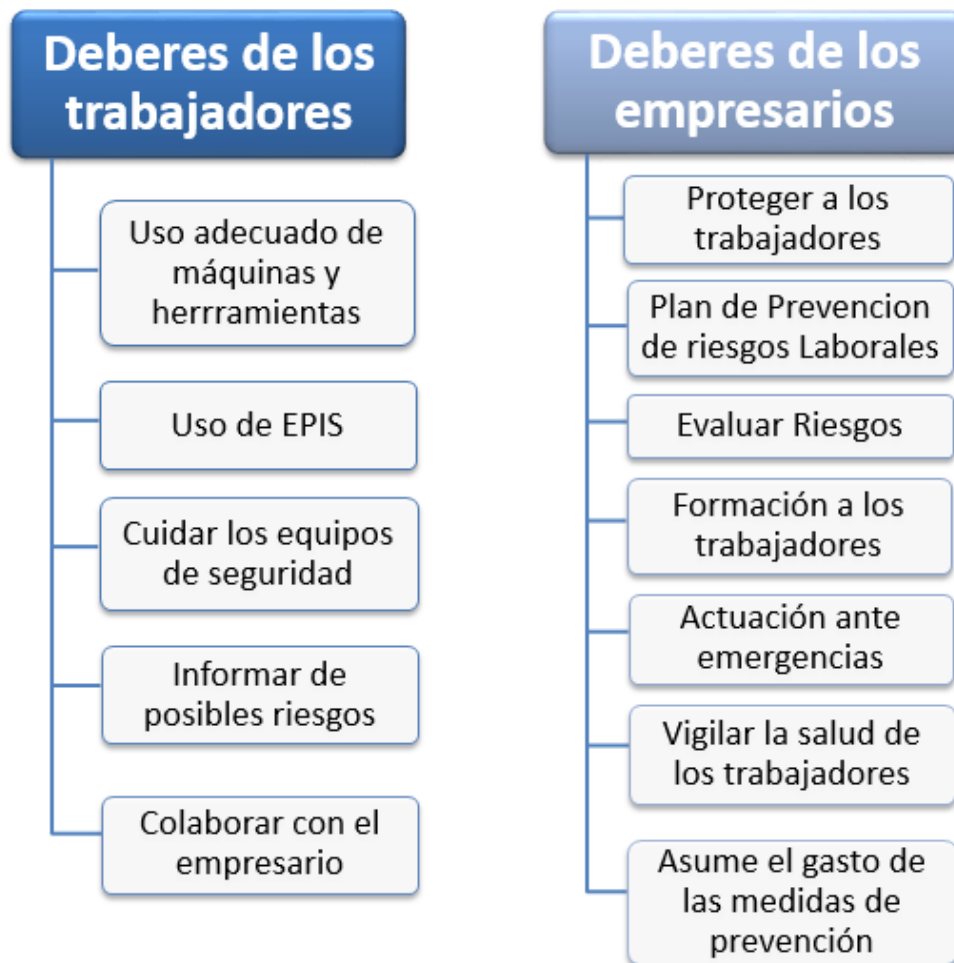 Deberes de los
trabajadores
Uso adecuado de
máquinas y
herrramientas
Uso de EPIS
Cuidar los equipos
de seguridad
Informar de
posibles riesgos
Colaborar con el
empresario
Deberes de los
empresarios
Proteger a los
trabajadores
Plan de Prevencion
de riesgos Laborales
Evaluar Riesgos
Formación a los
trabajadores
Actuación ante
emergencias
Vigilar la salud de
los trabajadores
Asume el gasto de
las medidas de
prevención